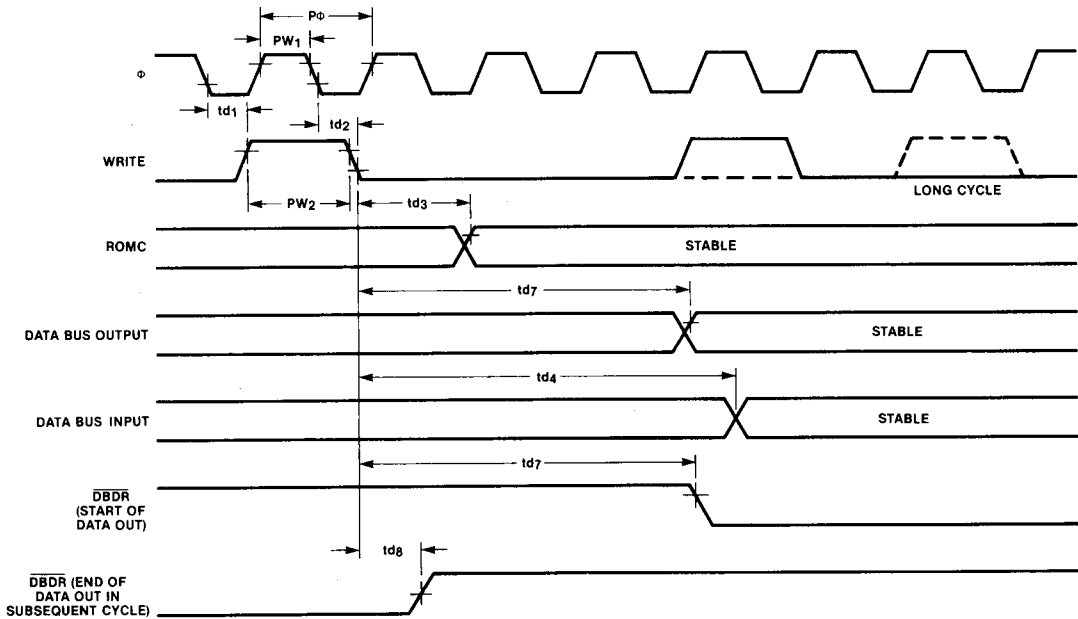 PΦ
PW1
Φ
td1
td2
WRITE
LONG CYCLE
PW2
td3
ROMC
STABLE
td7
DATA BUS OUTPUT
STABLE
td4
DATA BUS INPUT
STABLE
td7
DBDR
(START OF
DATA OUT)
td8
DBDR (END OF
DATA OUT IN
SUBSEQUENT CYCLE)